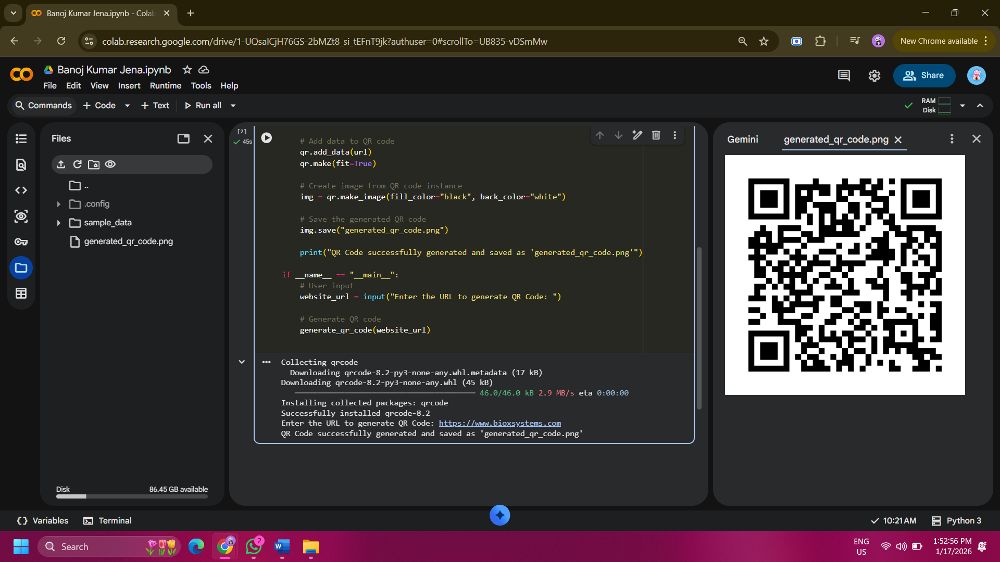 Banoj Kumar Jena.ipynb - Colab
colab.research.google.com/drive/1-UQsalCjH76GS-2bMZt8_si_tEFnT9jk?authuser=0#scrollTo=UB835-vDSmMw
New Chrome available
Banoj Kumar Jena.ipynb
File Edit View Insert Runtime Tools Help
Share
Commands + Code + Text Run all
RAM
Disk
Files
..
.config
sample_data
generated_qr_code.png
Disk 86.45 GB available
[2]
45s
# Add data to QR code
qr.add_data(url)
qr.make(fit=True)
# Create image from QR code instance
img = qr.make_image(fill_color="black", back_color="white")
# Save the generated QR code
img.save("generated_qr_code.png")
print("QR Code successfully generated and saved as 'generated_qr_code.png'")
if __name__ == "__main__":
# User input
website_url = input("Enter the URL to generate QR Code: ")
# Generate QR code
generate_qr_code(website_url)
Collecting qrcode
Downloading qrcode-8.2-py3-none-any.whl.metadata (17 kB)
Downloading qrcode-8.2-py3-none-any.whl (45 kB)
46.0/46.0 kB 2.9 MB/s eta 0:00:00
Installing collected packages: qrcode
Successfully installed qrcode-8.2
Enter the URL to generate QR Code: https://www.bioxsystems.com
QR Code successfully generated and saved as 'generated_qr_code.png'
Gemini generated_qr_code.png
Variables Terminal
10:21 AM Python 3
Search
2
ENG
US
1:52:56 PM
1/17/2026